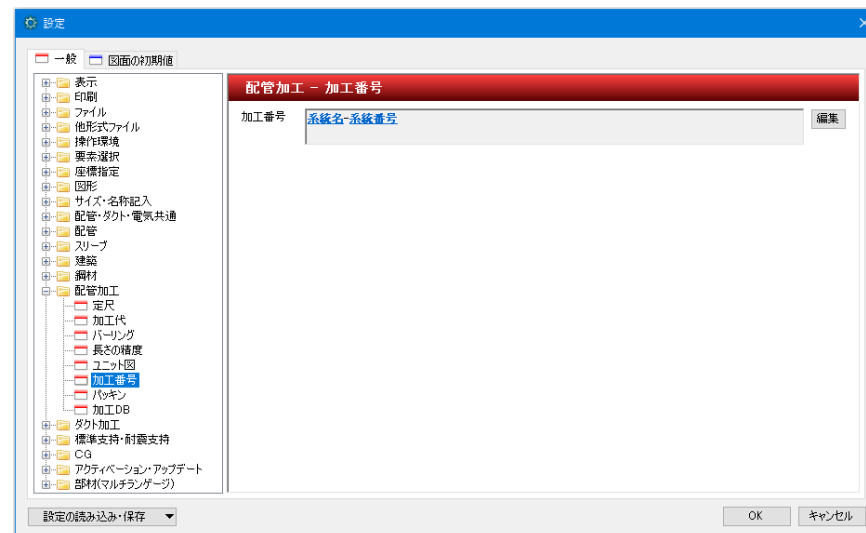 設定
一般
図面の初期値
表示
印刷
ファイル
他形式ファイル
操作環境
要素選択
座標指定
図形
サイズ・名称記入
配管・ダクト・電気共通
配管
スリーブ
建築
鋼材
配管加工
定尺
加工代
バーリング
長さの精度
ユニット図
加工番号
パッキン
加工DB
ダクト加工
標準支持・耐震支持
CG
アクティベーション・アップデート
部材(マルチランゲージ)
配管加工 - 加工番号
加工番号 系統名-系統番号 編集
設定の読み込み・保存
OK キャンセル